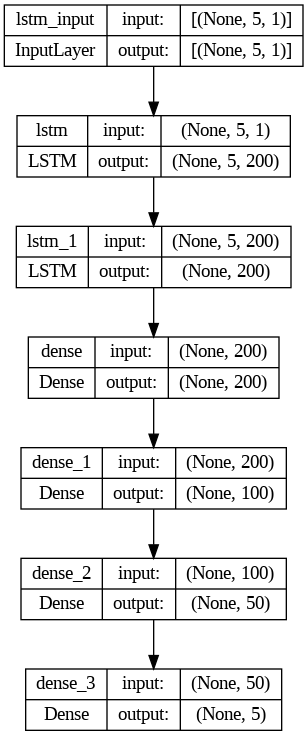 lstm_input input: [(None, 5, 1)]
InputLayer output: [(None, 5, 1)]
lstm input: (None, 5, 1)
LSTM output: (None, 5, 200)
lstm_1 input: (None, 5, 200)
LSTM output: (None, 200)
dense input: (None, 200)
Dense output: (None, 200)
dense_1 input: (None, 200)
Dense output: (None, 100)
dense_2 input: (None, 100)
Dense output: (None, 50)
dense_3 input: (None, 50)
Dense output: (None, 5)